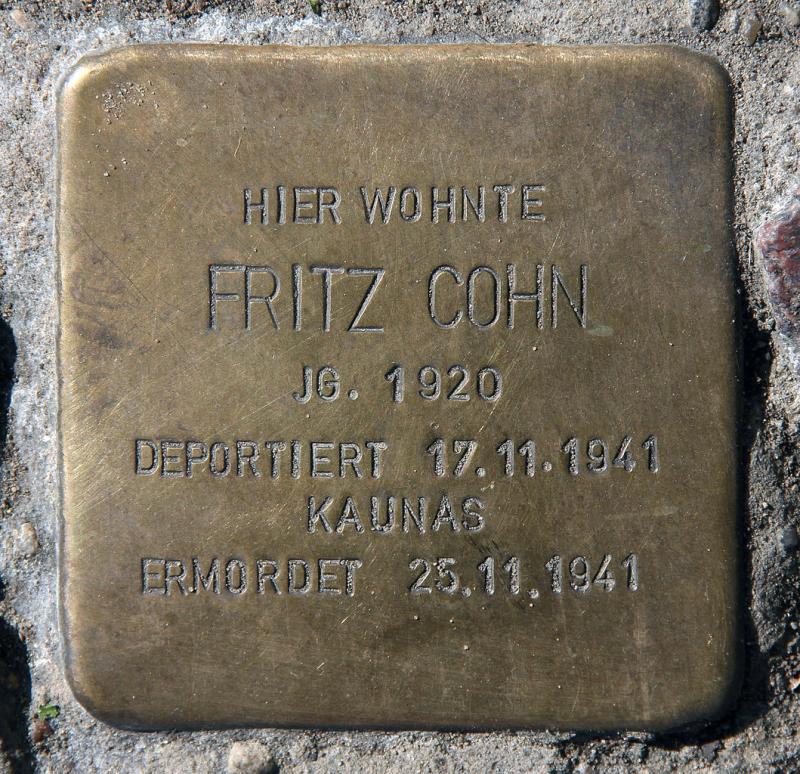 HIER WOHNTE
FRITZ COHN
JG. 1920
DEPORTIERT 17.11.1941
KAUNAS
ERMORDET 25.11.1941